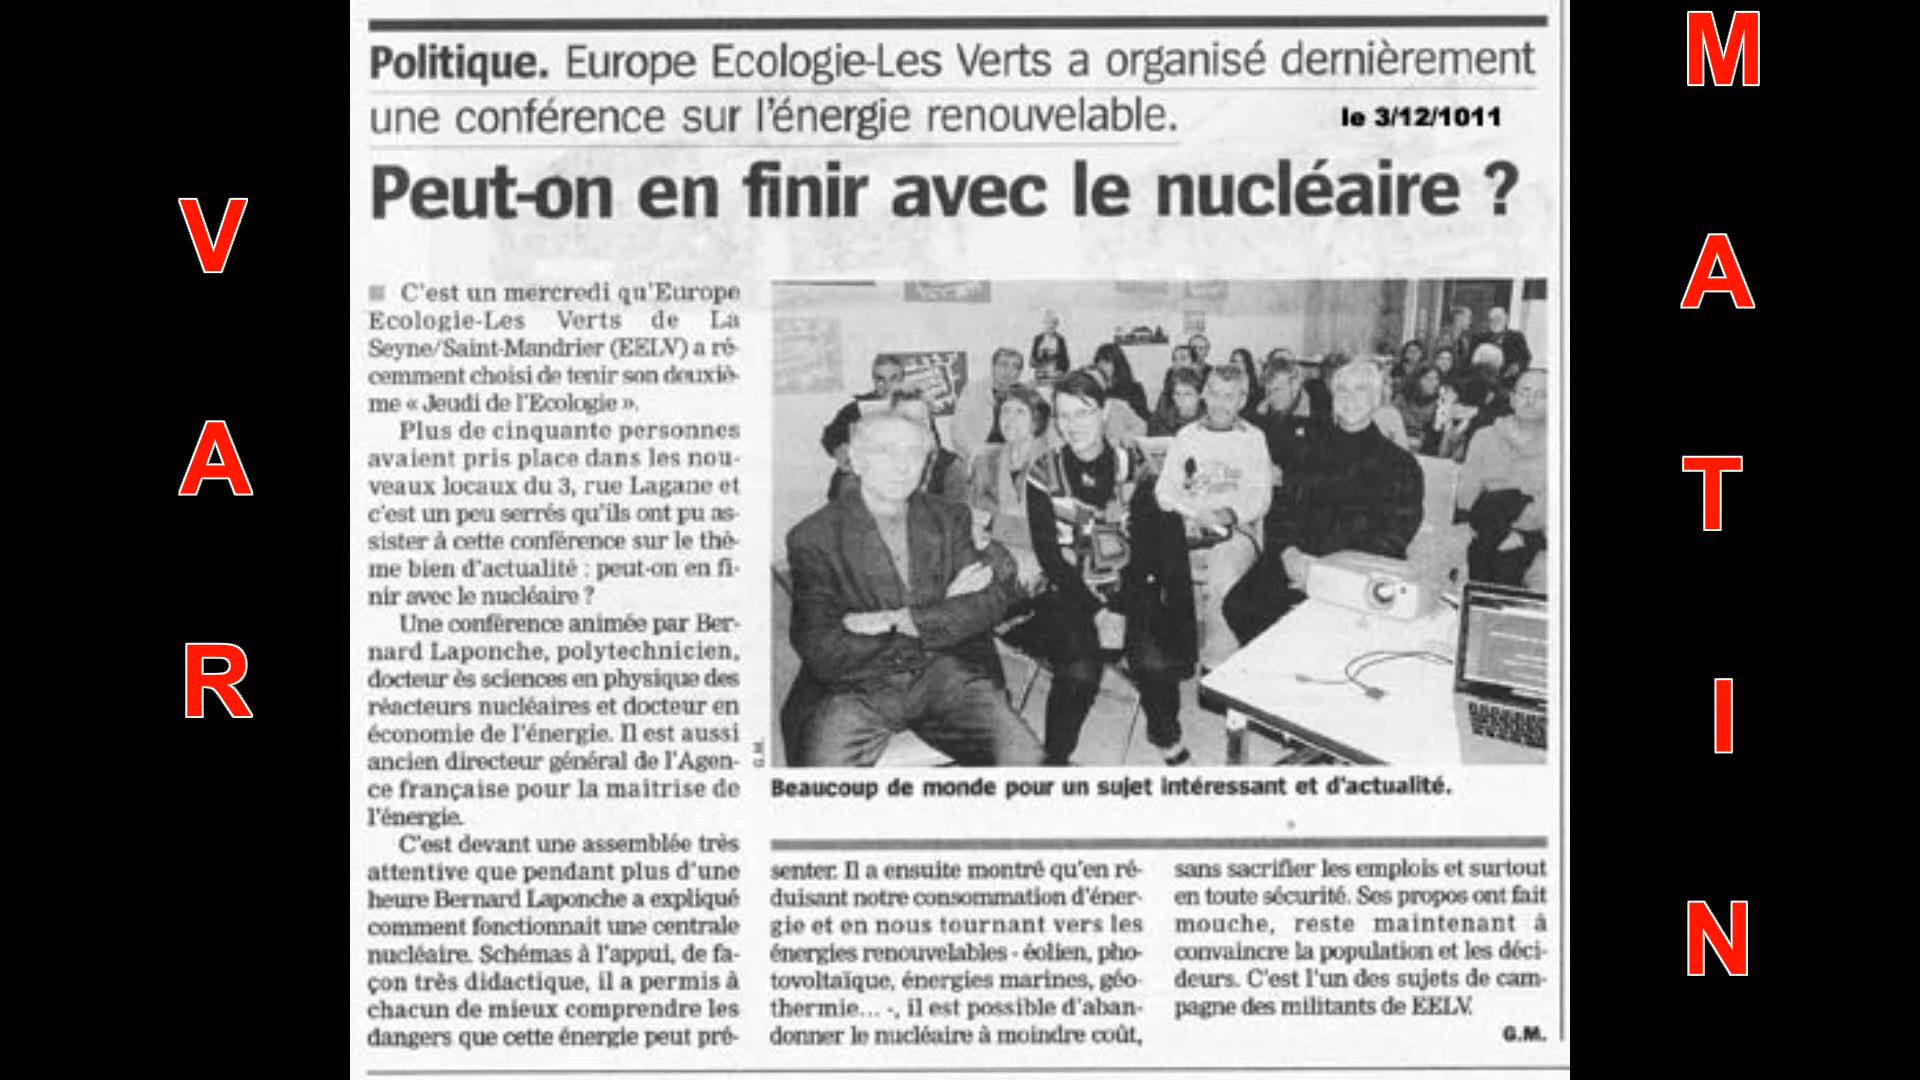 VAR
MATIN
Politique. Europe Ecologie-Les Verts a organisé dernièrement
une conférence sur l'énergie renouvelable.
le 3/12/1011
Peut-on en finir avec le nucléaire ?
C'est un mercredi qu'Europe
Ecologie-Les Verts de La
Seyne/Saint-Mandrier (EELV) a ré-
cemment choisi de tenir son deuxiè-
me « Jeudi de l'Ecologie ».
Plus de cinquante personnes
avaient pris place dans les nou-
veaux locaux du 3, rue Lagane et
c'est un peu serrés qu'ils ont pu as-
sister à cette conférence sur le thè-
me bien d'actualité : peut-on en fi-
nir avec le nucléaire ?
Une conférence animée par Ber-
nard Laponche, polytechnicien,
docteur ès sciences en physique des
réacteurs nucléaires et docteur en
économie de l'énergie. Il est aussi
ancien directeur général de l'Agen-
ce française pour la maîtrise de
l'énergie.
C'est devant une assemblée très
attentive que pendant plus d'une
heure Bernard Laponche a expliqué
comment fonctionnait une centrale
nucléaire. Schémas à l'appui, de fa-
çon très didactique, il a permis à
chacun de mieux comprendre les
dangers que cette énergie peut pré-
G.M.
Beaucoup de monde pour un sujet intéressant et d'actualité.
senter. Il a ensuite montré qu'en ré-
duisant notre consommation d'éner-
gie et en nous tournant vers les
énergies renouvelables - éolien, pho-
tovoltaïque, énergies marines, géo-
thermie... -, il est possible d'aban-
donner le nucléaire à moindre coût,
sans sacrifier les emplois et surtout
en toute sécurité. Ses propos ont fait
mouche, reste maintenant à
convaincre la population et les déci-
deurs. C'est l'un des sujets de cam-
pagne des militants de EELV.
G.M.